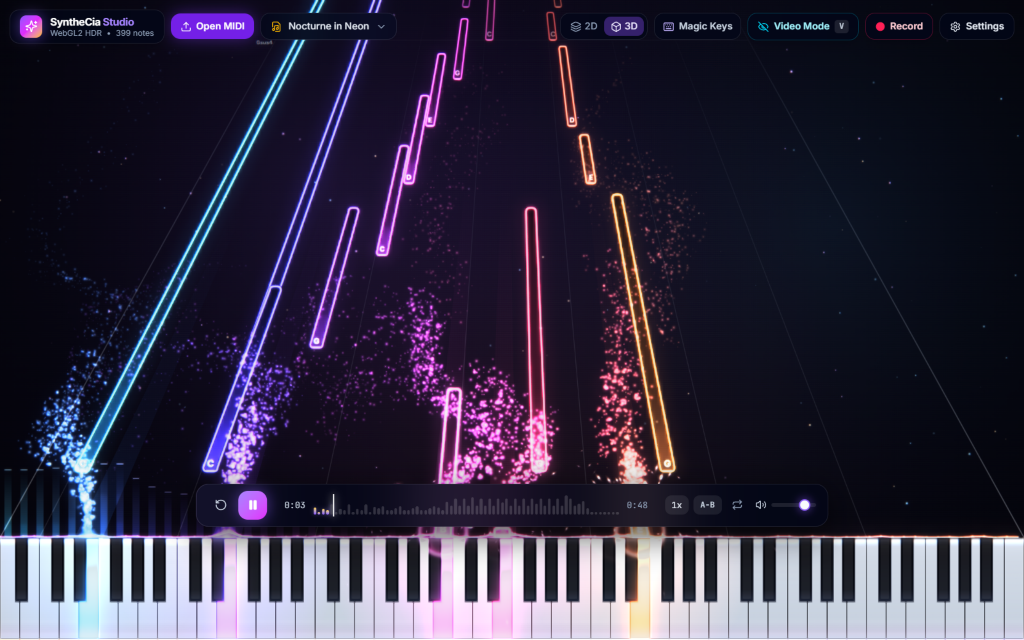 SyntheCia Studio
WebGL2 HDR • 399 notes
Open MIDI
Nocturne in Neon
2D
3D
Magic Keys
Video Mode V
Record
Settings
C
C
C
D
E
D
E
C
G
C
G
0:03
0:48
1x
A-B